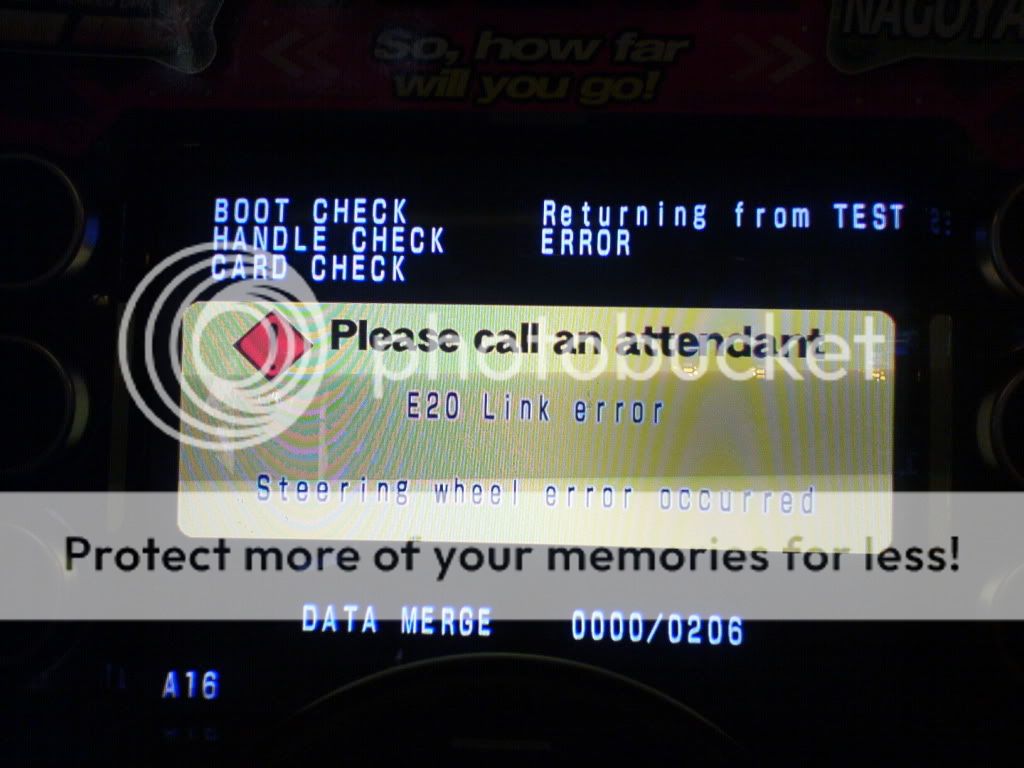 NAGOYA
So, how far
will you go!
BOOT CHECK
HANDLE CHECK
CARD CHECK
Returning from TEST
ERROR
Please call an attendant.
E20 Link error
Steering wheel error occurred
photobucket
Protect more of your memories for less!
DATA MERGE 0000/0206
A16